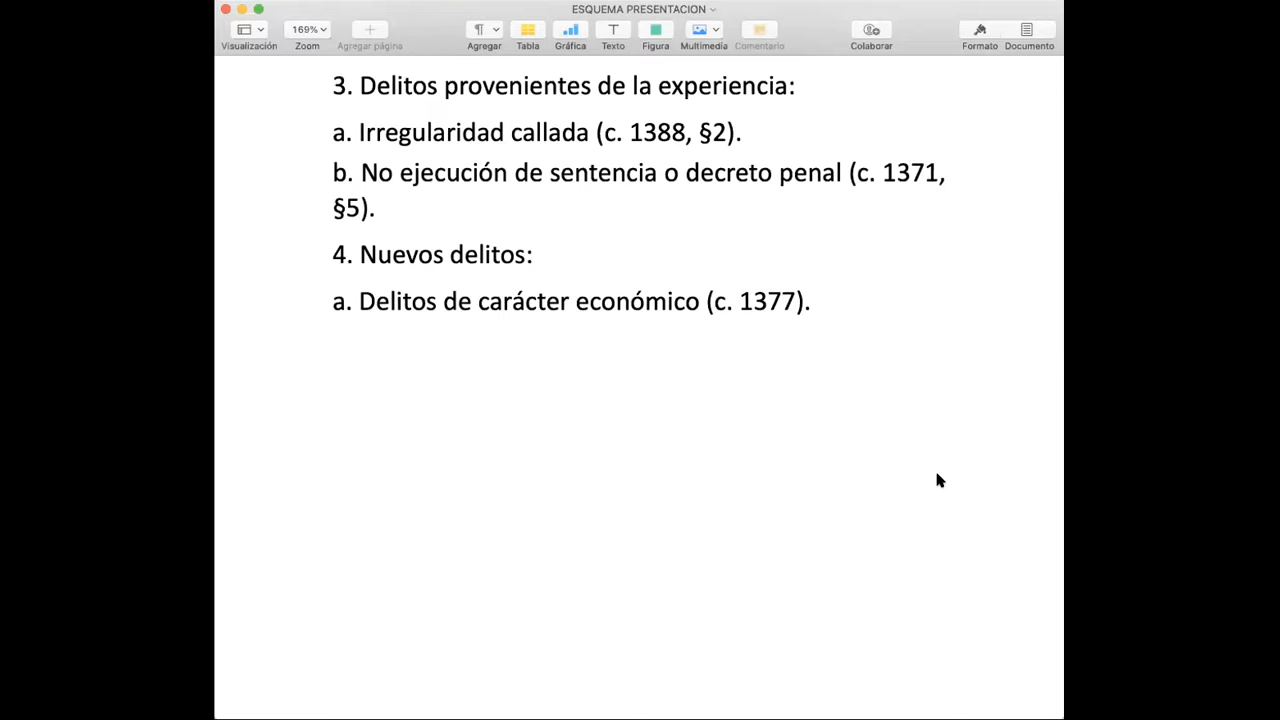 ESQUEMA PRESENTACION
169%
Visualización Zoom Agregar página Agregar Tabla Gráfica Texto Figura Multimedia Comentario Colaborar Formato Documento
3. Delitos provenientes de la experiencia:
a. Irregularidad callada (c. 1388, §2).
b. No ejecución de sentencia o decreto penal (c. 1371,
§5).
4. Nuevos delitos:
a. Delitos de carácter económico (c. 1377).